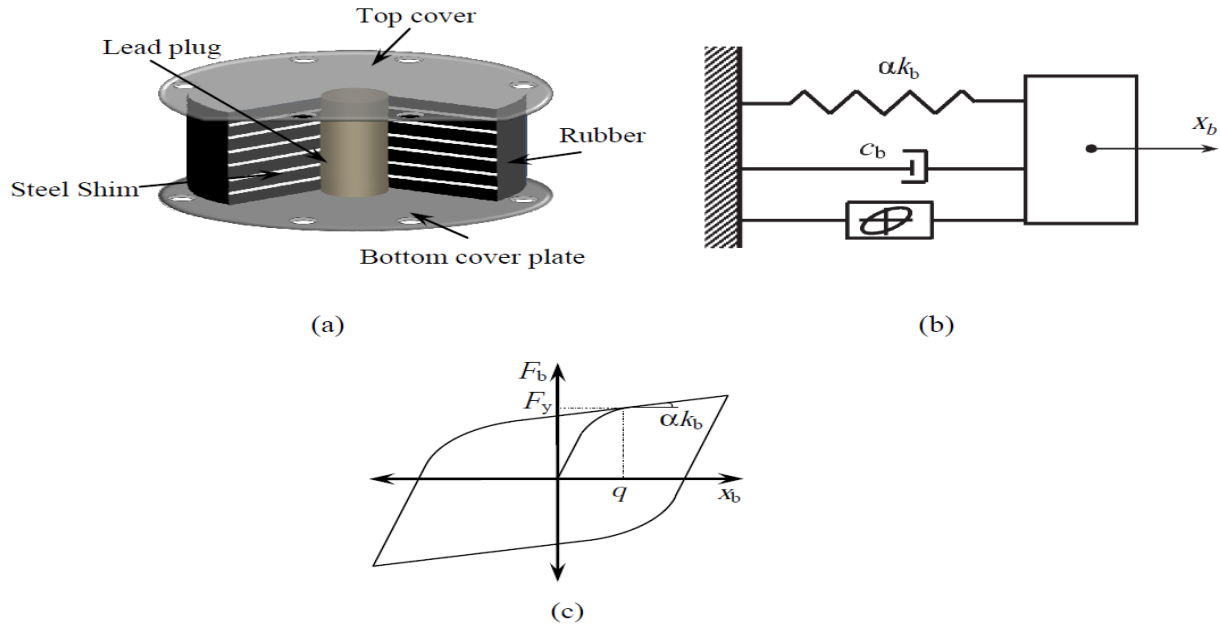 Top cover
Lead plug
Rubber
Steel Shim
Bottom cover plate
(a)
αk_b
c_b
x_b
(b)
F_b
F_y
αk_b
q
x_b
(c)